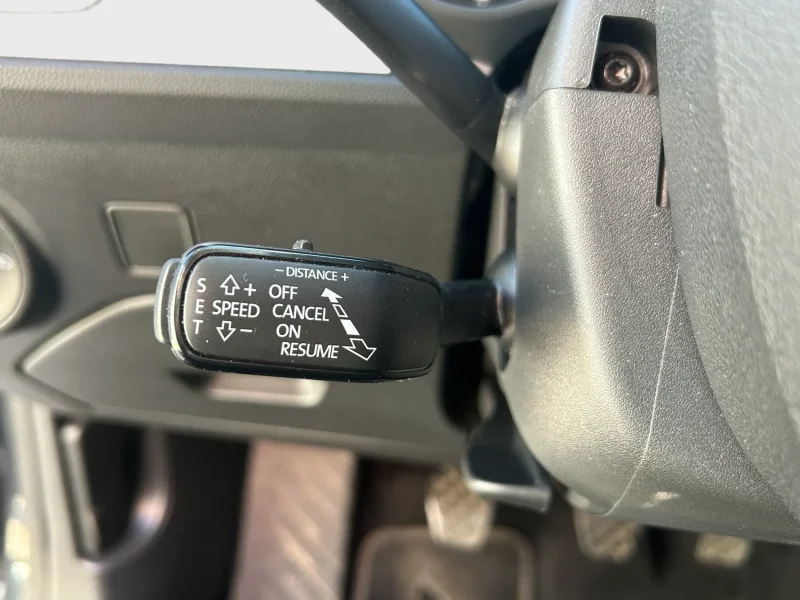 - DISTANCE +
S + OFF
E SPEED CANCEL
T - ON
RESUME